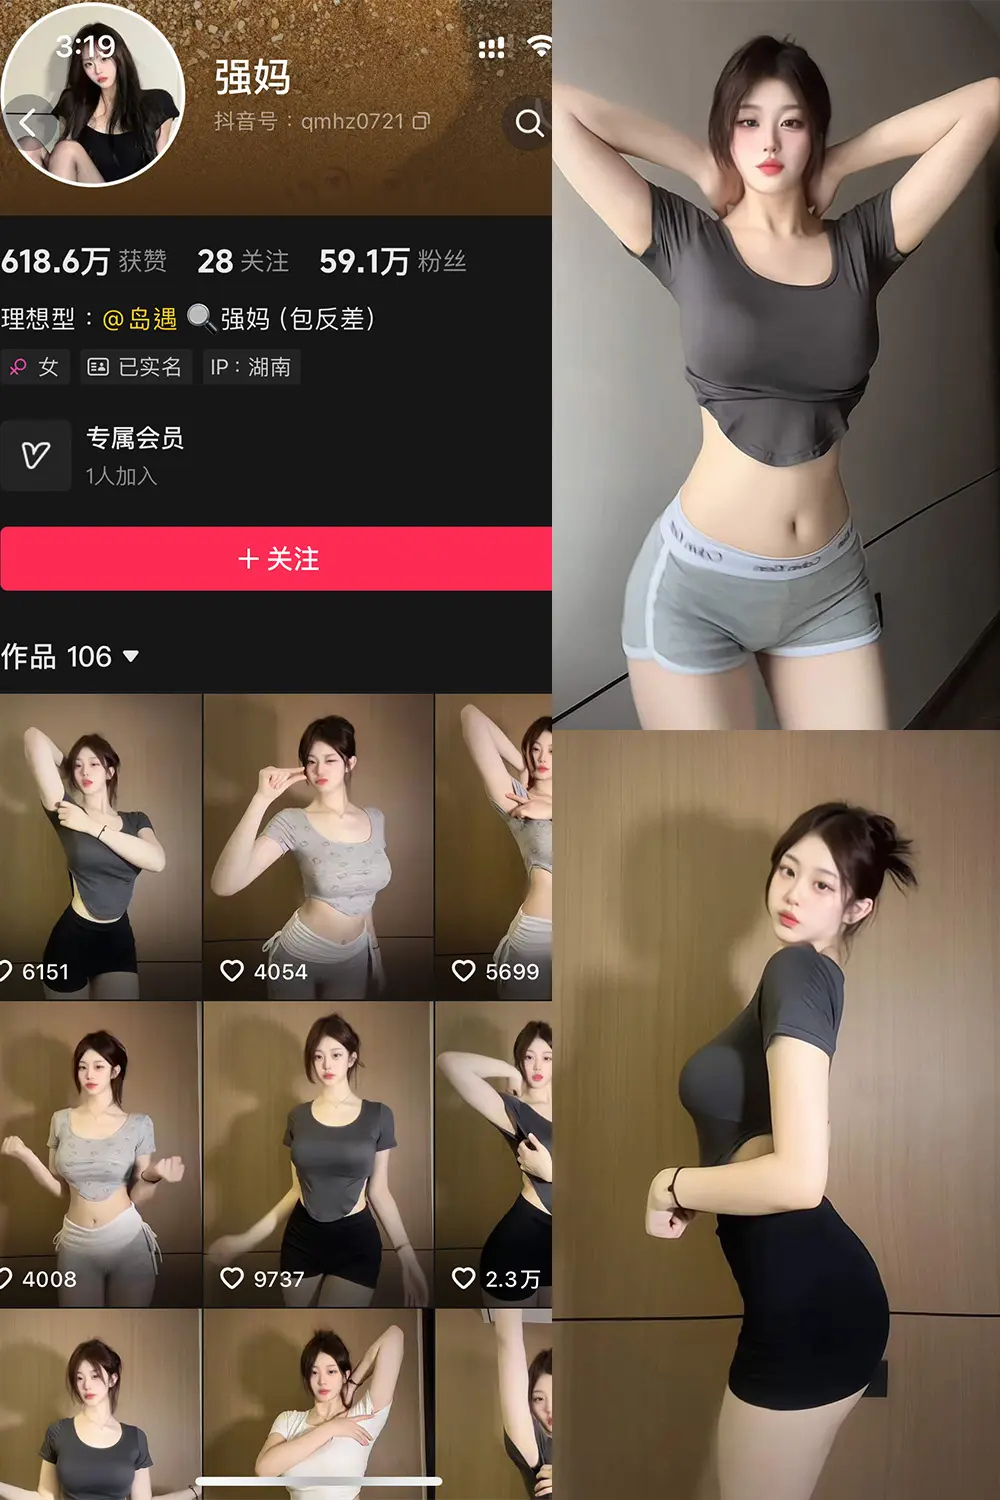 3:19
强妈
抖音号：qmhz0721
618.6万 获赞 28 关注 59.1万 粉丝
理想型：@岛遇 强妈（包反差）
女 已实名 IP：湖南
专属会员
1人加入
+ 关注
作品 106
6151 4054 5699
4008 9737 2.3万